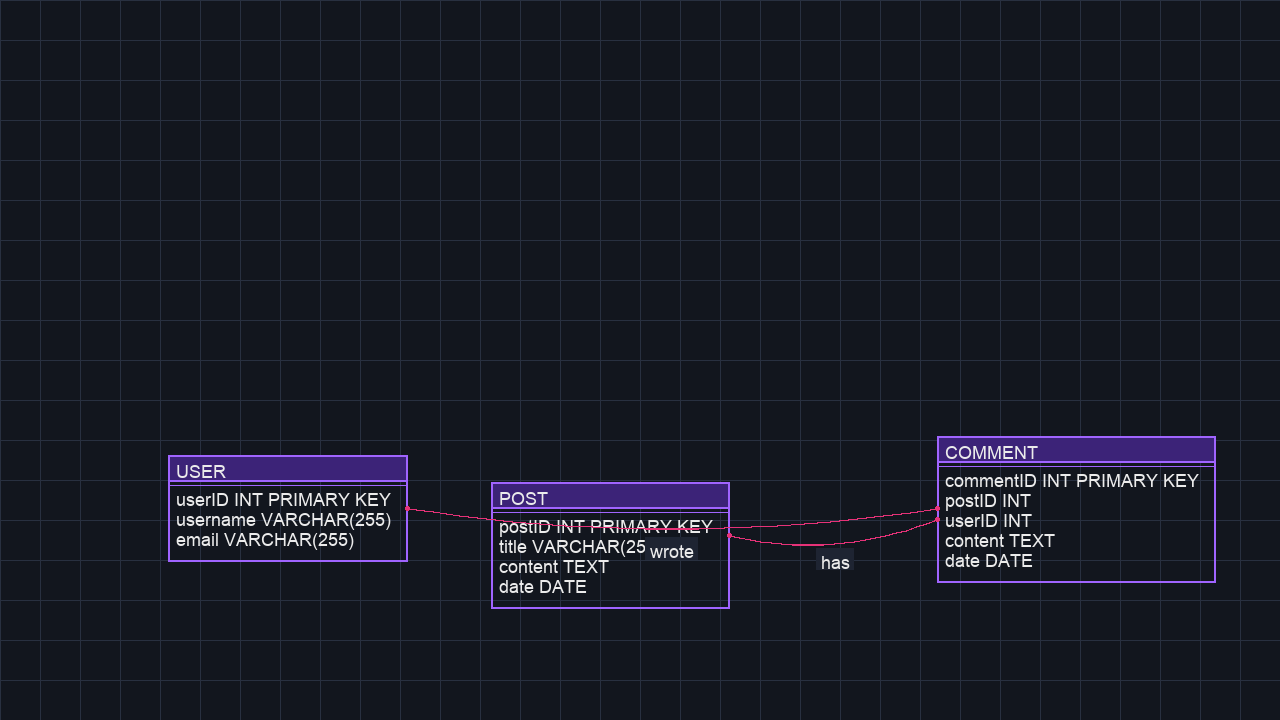 USER
userID INT PRIMARY KEY
username VARCHAR(255)
email VARCHAR(255)
POST
postID INT PRIMARY KEY
title VARCHAR(25
content TEXT
date DATE
wrote
has
COMMENT
commentID INT PRIMARY KEY
postID INT
userID INT
content TEXT
date DATE